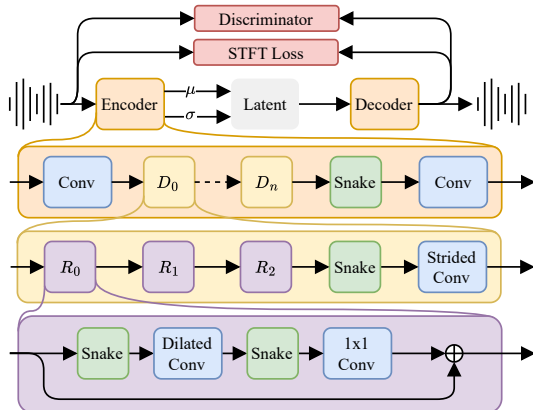 Discriminator
STFT Loss
Encoder
μ
σ
Latent
Decoder
Conv
D₀
Dₙ
Snake
Conv
R₀
R₁
R₂
Snake
Strided
Conv
Snake
Dilated
Conv
Snake
1x1
Conv